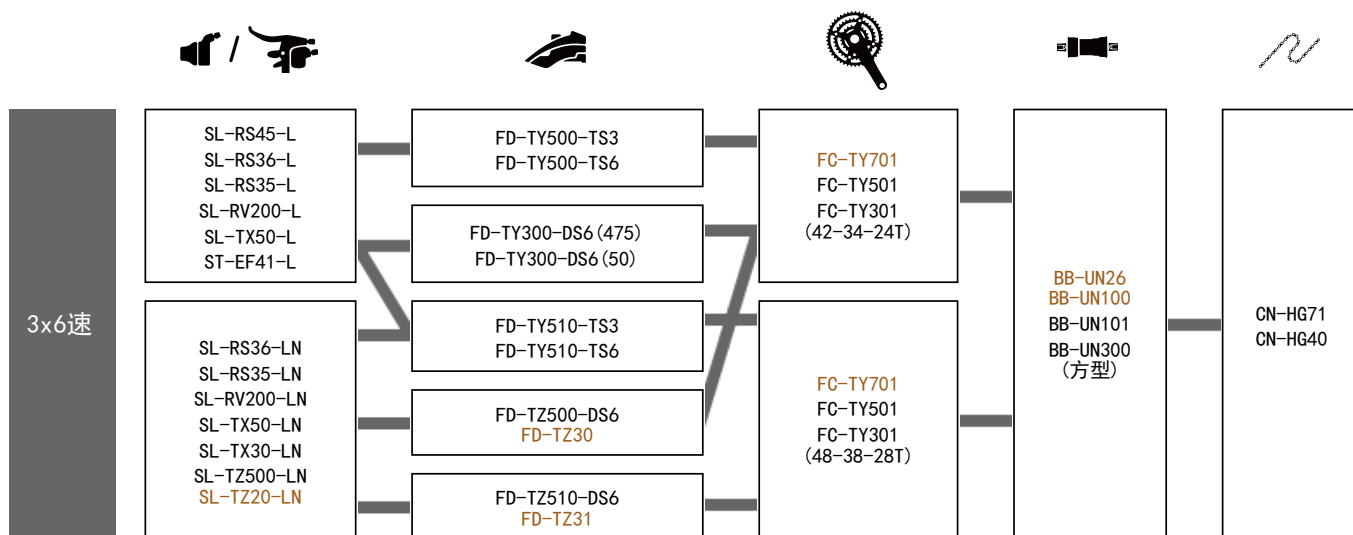 3x6速
SL-RS45-L
SL-RS36-L
SL-RS35-L
SL-RV200-L
SL-TX50-L
ST-EF41-L
SL-RS36-LN
SL-RS35-LN
SL-RV200-LN
SL-TX50-LN
SL-TX30-LN
SL-TZ500-LN
SL-TZ20-LN
FD-TY500-TS3
FD-TY500-TS6
FD-TY300-DS6(475)
FD-TY300-DS6(50)
FD-TY510-TS3
FD-TY510-TS6
FD-TZ500-DS6
FD-TZ30
FD-TZ510-DS6
FD-TZ31
FC-TY701
FC-TY501
FC-TY301
(42-34-24T)
FC-TY701
FC-TY501
FC-TY301
(48-38-28T)
BB-UN26
BB-UN100
BB-UN101
BB-UN300
(方型)
CN-HG71
CN-HG40